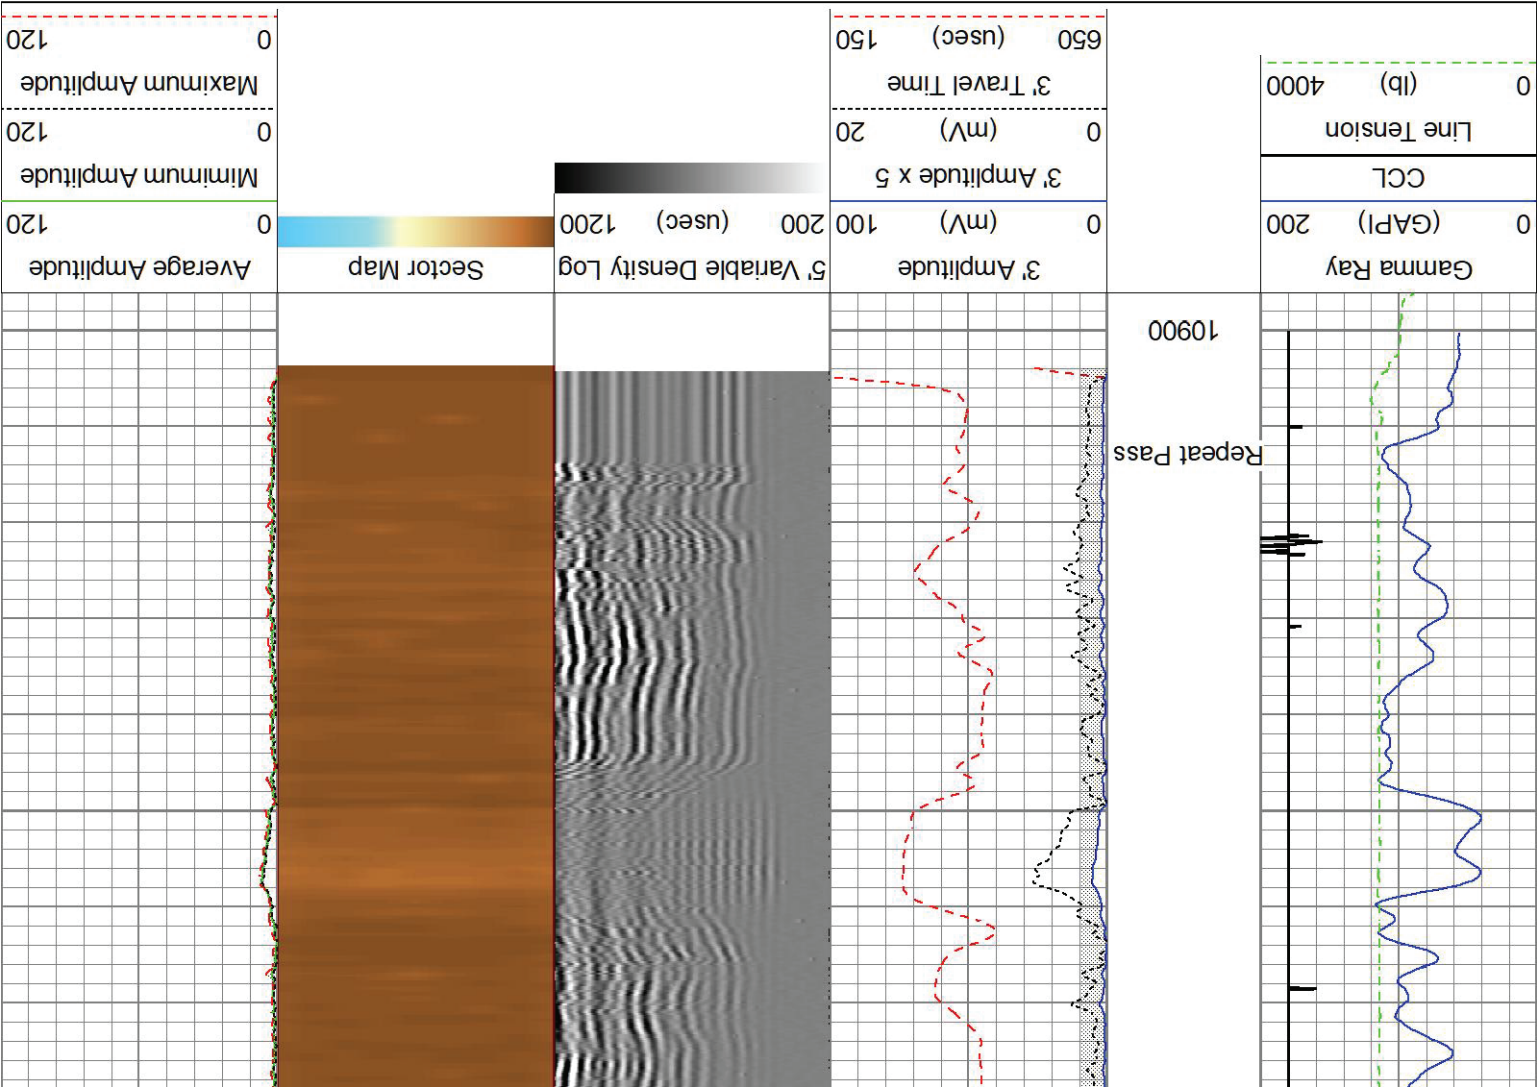 Repeat Pass
10900
Gamma Ray
0 (GAPI) 200
CCL
Line Tension
0 (lb) 4000
3' Amplitude
0 (mV) 100
3' Amplitude x 5
0 (mV) 20
3' Travel Time
650 (usec) 150
5' Variable Density Log
200 (usec) 1200
Sector Map
Average Amplitude
0 120
Minimum Amplitude
0 120
Maximum Amplitude
0 120